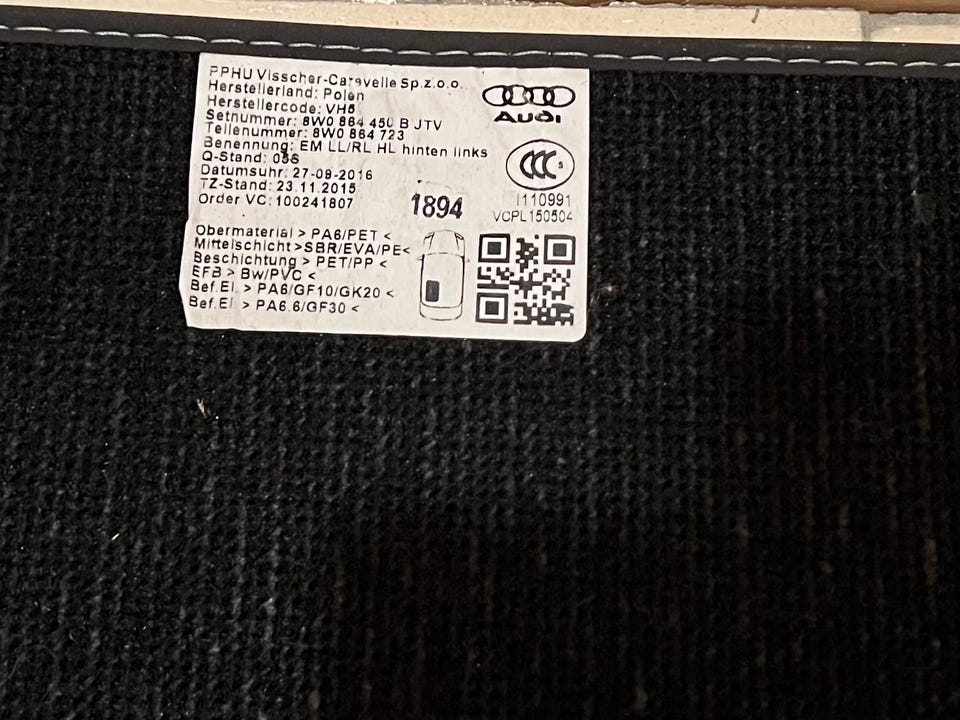 PPHU Visscher-Caravelle Sp.z.o.o.
Herstellerland: Polen
Herstellercode: VH5
Setnummer: 8W0 864 450 B JTV
Teilenummer: 8W0 864 723
Benennung: EM LL/RL HL hinten links
Q-Stand: 03S
Datumsuhr: 27-09-2016
TZ-Stand: 23.11.2015
Order VC: 100241807
Audi
CCC S
I110991
1894
VCPL150504
Obermaterial > PA6/PET <
Mittelschicht >SBR/EVA/PE<
Beschichtung > PET/PP <
EFB > Bw/PVC <
Bef.El. > PA6/GF10/GK20 <
Bef.El. > PA6.6/GF30 <